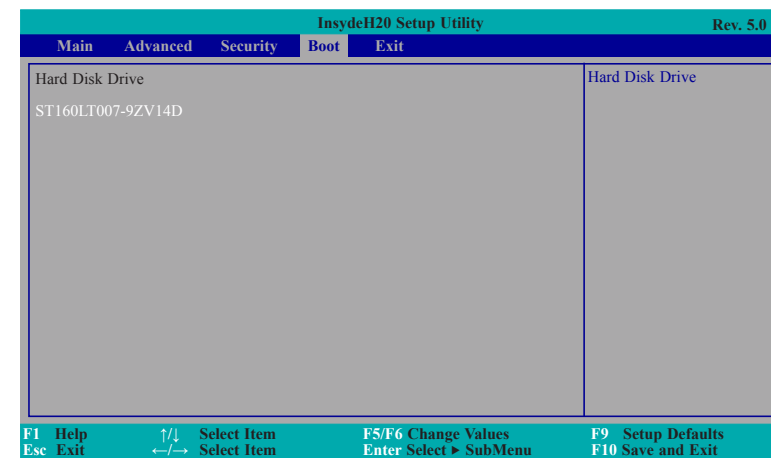 InsydeH20 Setup Utility Rev. 5.0
Main Advanced Security Boot Exit
Hard Disk Drive Hard Disk Drive
ST160LT007-9ZV14D
F1 Help ↑/↓ Select Item F5/F6 Change Values F9 Setup Defaults
Esc Exit ←/→ Select Item Enter Select ▶ SubMenu F10 Save and Exit